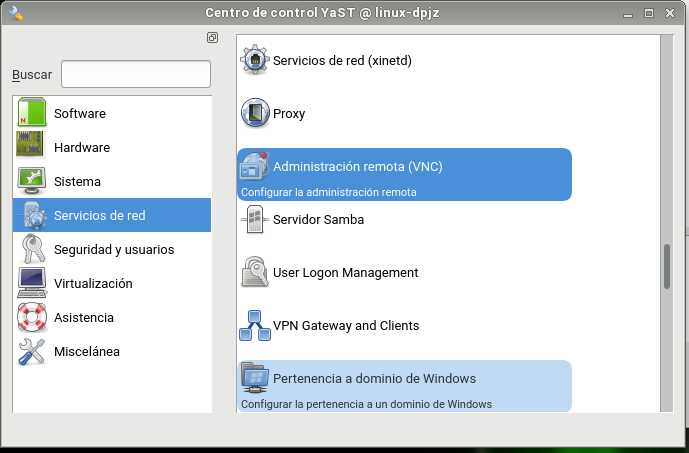 Centro de control YaST @ linux-dpjz
Buscar
Software
Hardware
Sistema
Servicios de red
Seguridad y usuarios
Virtualización
Asistencia
Miscelánea
Servicios de red (xinetd)
Proxy
Administración remota (VNC)
Configurar la administración remota
Servidor Samba
User Logon Management
VPN Gateway and Clients
Pertenencia a dominio de Windows
Configurar la pertenencia a un dominio de Windows